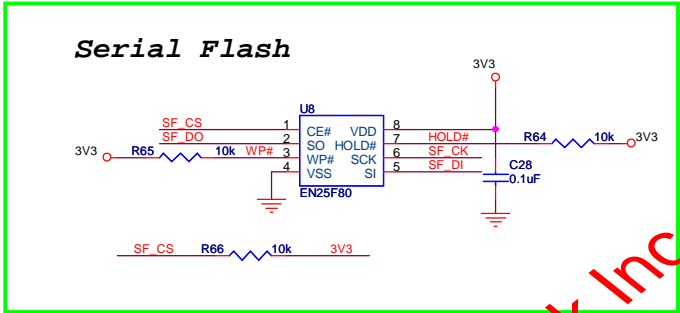 Serial Flash
3V3
U8
SF_CS 1 CE# VDD 8
SF_DO 2 SO HOLD# 7 HOLD# R64 10k 3V3
3V3 R65 10k WP# 3 WP# SCK 6 SF_CK
4 VSS SI 5 SF_DI
C28
0.1uF
EN25F80
SF_CS R66 10k 3V3
Inc